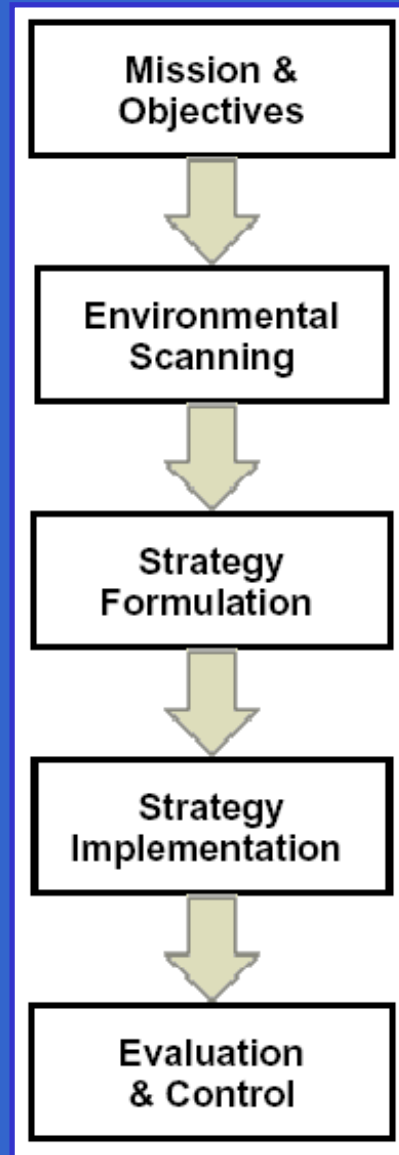 Mission &
Objectives
Environmental
Scanning
Strategy
Formulation
Strategy
Implementation
Evaluation
& Control